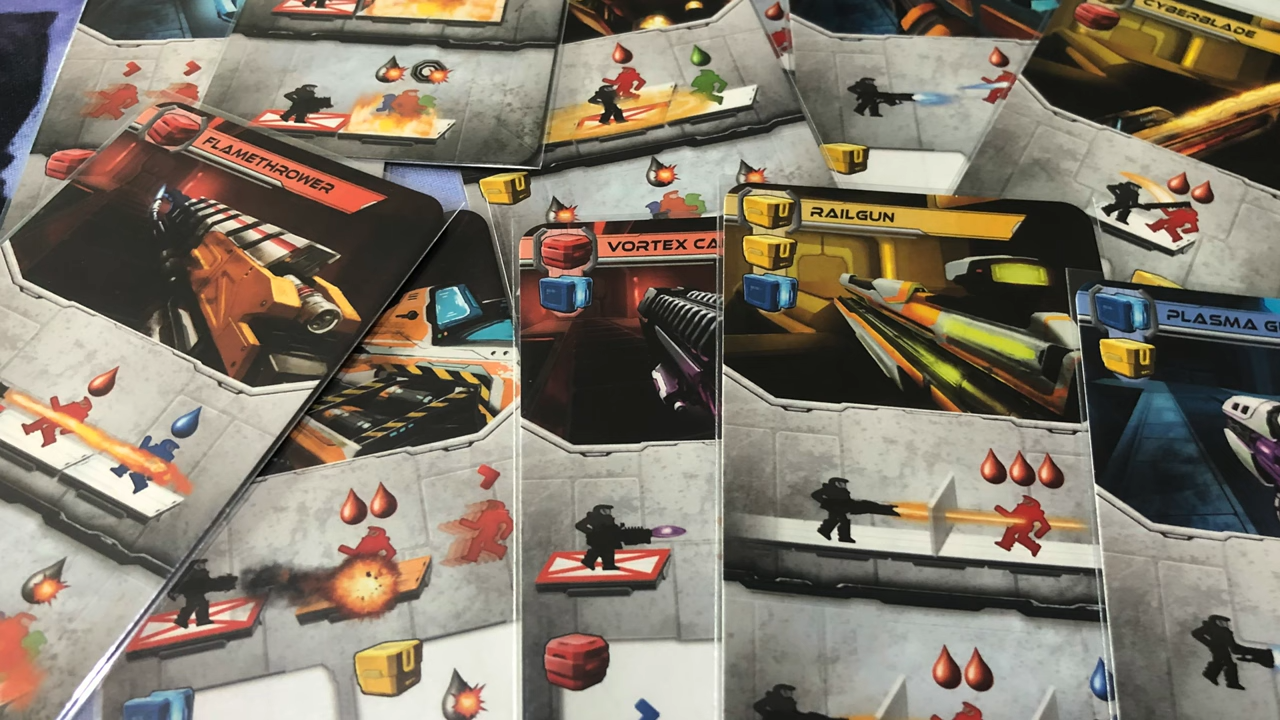 CYBERBLADE
FLAMETHROWER
VORTEX CA
RAILGUN
PLASMA G